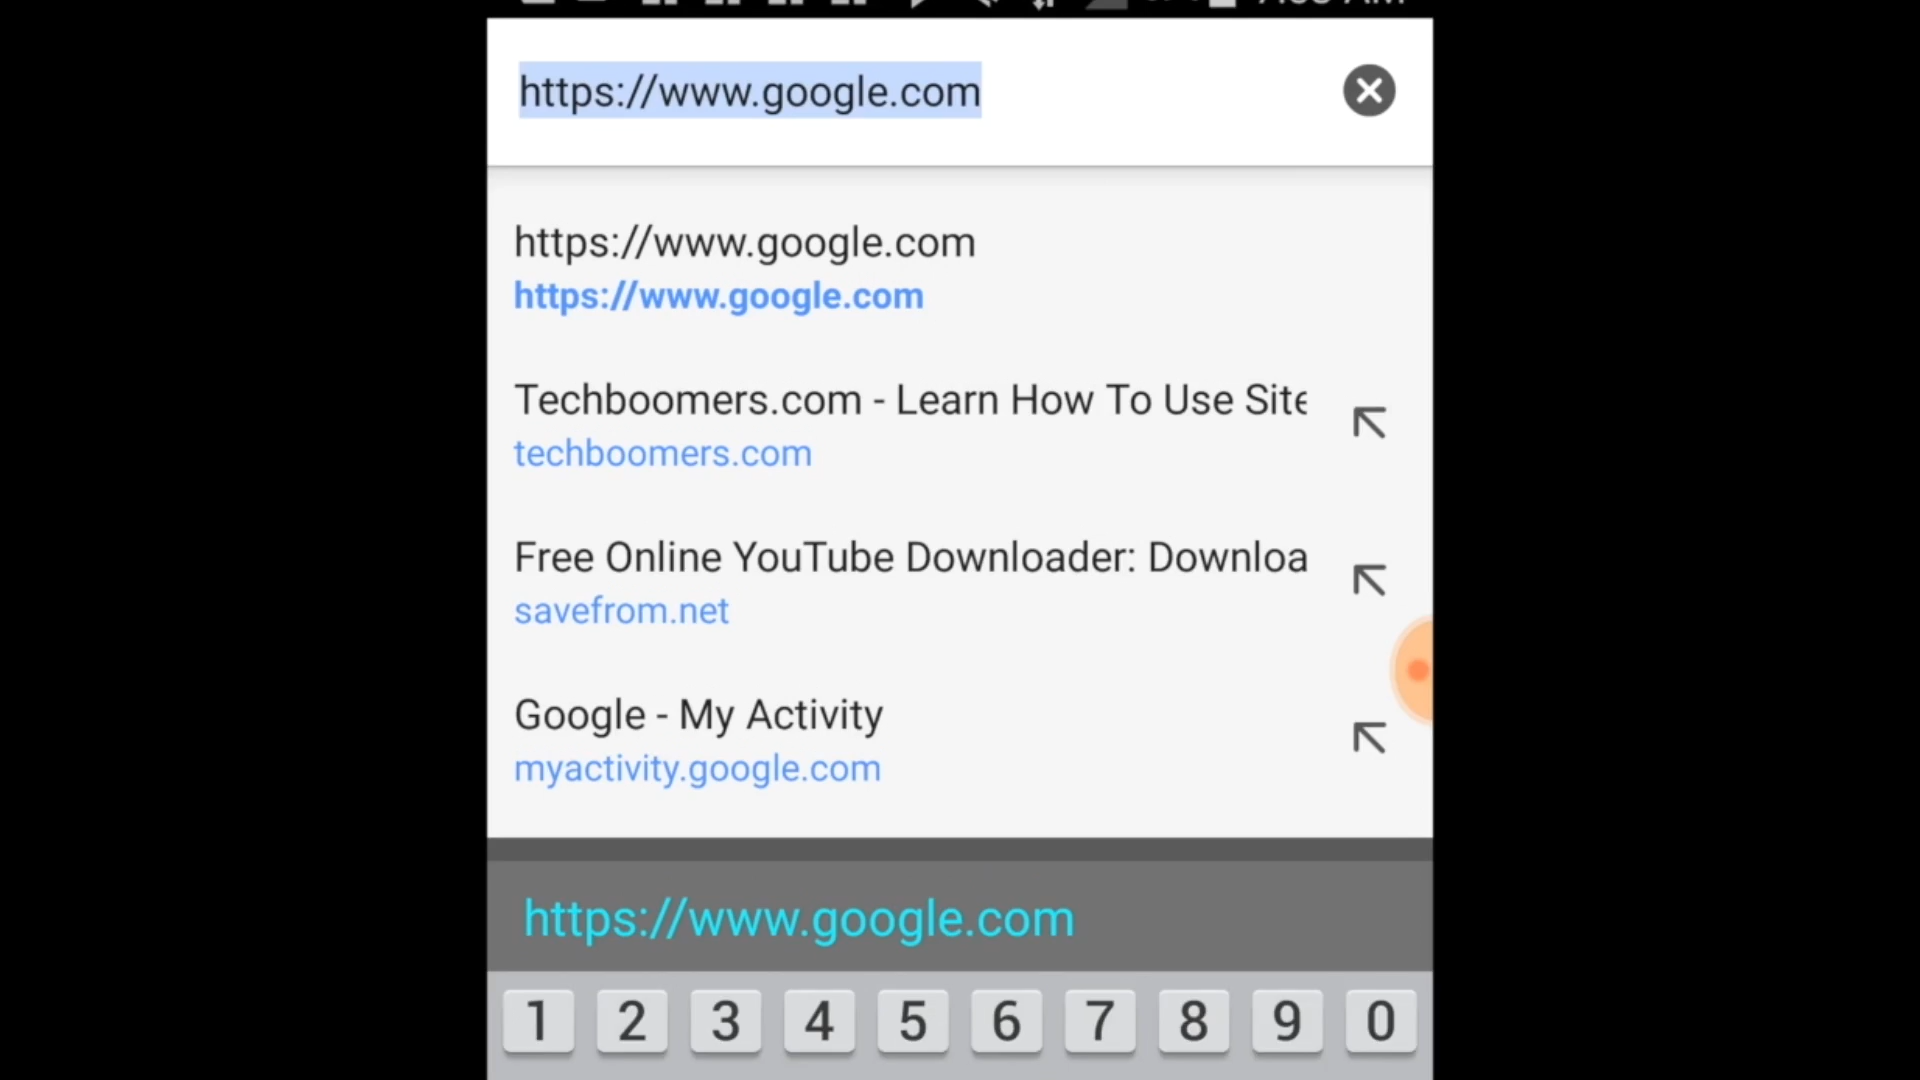 https://www.google.com
https://www.google.com
https://www.google.com
Techboomers.com - Learn How To Use Site
techboomers.com
Free Online YouTube Downloader: Downloa
savefrom.net
Google - My Activity
myactivity.google.com
https://www.google.com
1 2 3 4 5 6 7 8 9 0